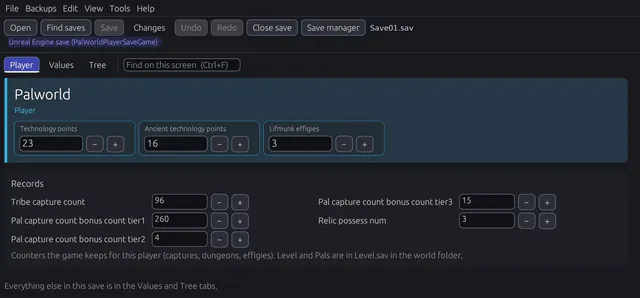 File Backups Edit View Tools Help
Open Find saves Save Changes Undo Redo Close save Save manager Save01.sav
Unreal Engine save (PalWorldPlayerSaveGame)
Player Values Tree Find on this screen (Ctrl+F)
Palworld
Player
Technology points Ancient technology points Lifmunk effigies
23 − + 16 − + 3 − +
Records
Tribe capture count 96 − + Pal capture count bonus count tier3 15 − +
Pal capture count bonus count tier1 260 − + Relic possess num 3 − +
Pal capture count bonus count tier2 4 − +
Counters the game keeps for this player (captures, dungeons, effigies). Level and Pals are in Level.sav in the world folder.
Everything else in this save is in the Values and Tree tabs.